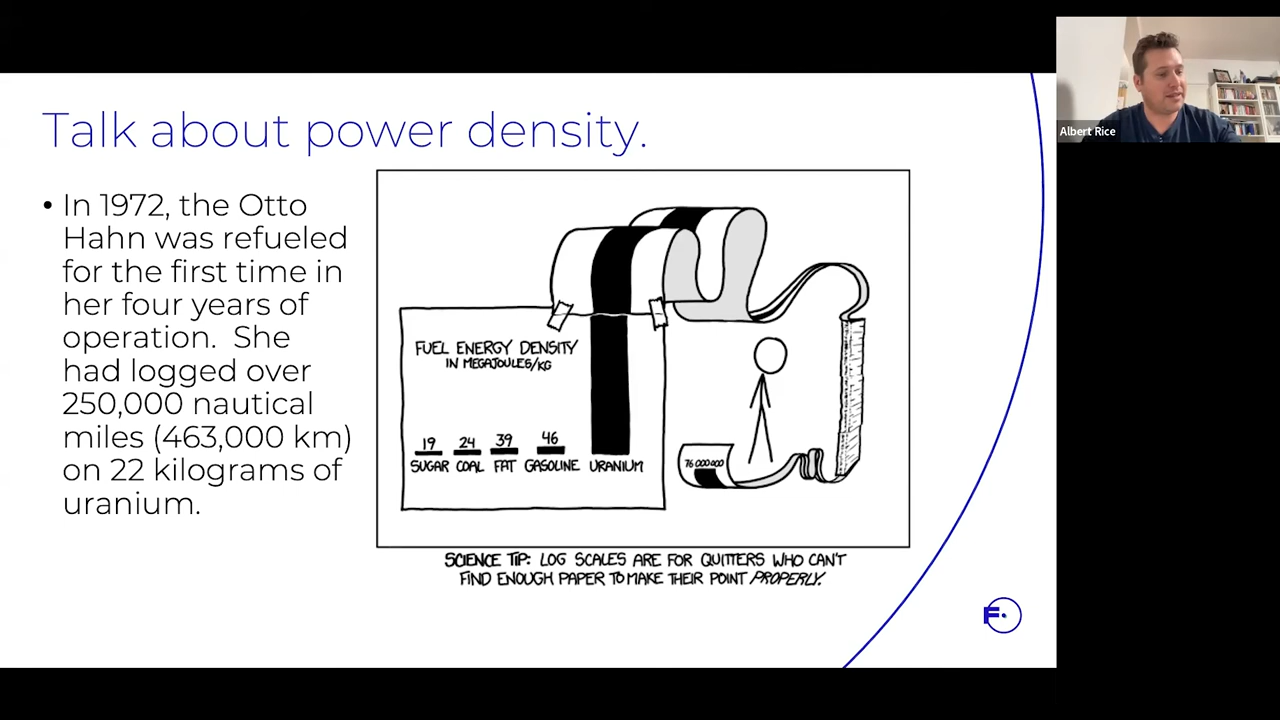 Talk about power density.
• In 1972, the Otto
Hahn was refueled
for the first time in
her four years of
operation.  She
had logged over
250,000 nautical
miles (463,000 km)
on 22 kilograms of
uranium.
FUEL ENERGY DENSITY
IN MEGAJOULES/KG
19 24 39 46
SUGAR COAL FAT GASOLINE URANIUM
76 000 000
SCIENCE TIP: LOG SCALES ARE FOR QUITTERS WHO CAN'T
FIND ENOUGH PAPER TO MAKE THEIR POINT PROPERLY.
F
Albert Rice